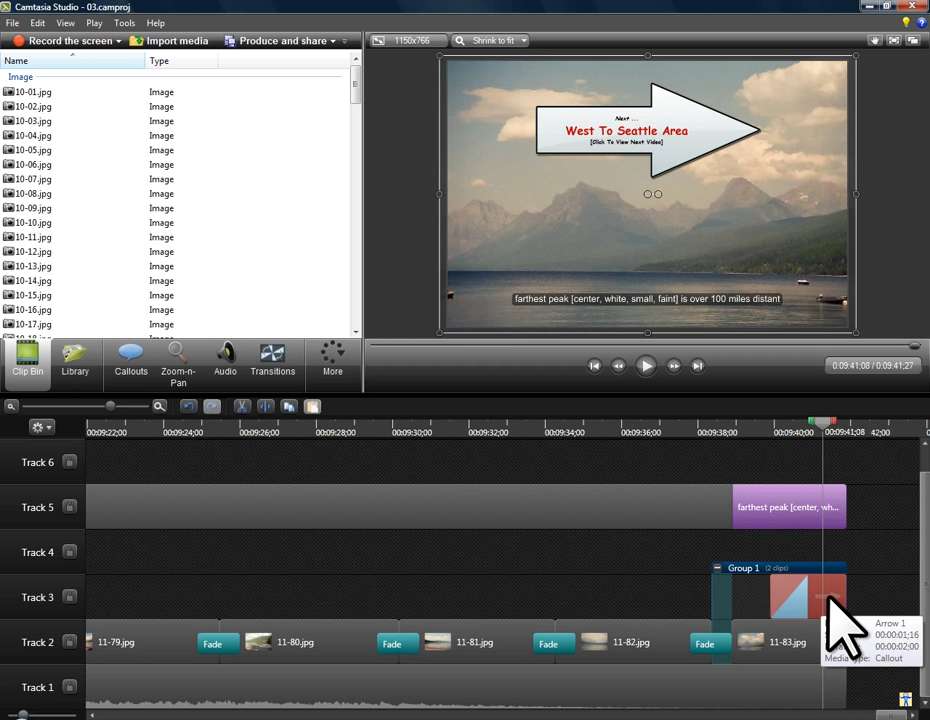 Camtasia Studio - 03.camproj
File Edit View Play Tools Help
Record the screen Import media Produce and share
1150x766 Shrink to fit
Name Type
Image
10-01.jpg Image
10-02.jpg Image
10-03.jpg Image
10-04.jpg Image
10-05.jpg Image
10-06.jpg Image
10-07.jpg Image
10-08.jpg Image
10-09.jpg Image
10-10.jpg Image
10-11.jpg Image
10-12.jpg Image
10-13.jpg Image
10-14.jpg Image
10-15.jpg Image
10-16.jpg Image
10-17.jpg Image
Next ...
West To Seattle Area
[Click To View Next Video]
farthest peak [center, white, small, faint] is over 100 miles distant
Clip Bin Library Callouts Zoom-n-Pan Audio Transitions More
0:09:41;08 / 0:09:41;27
00:09:22;00 00:09:24;00 00:09:26;00 00:09:28;00 00:09:30;00 00:09:32;00 00:09:34;00 00:09:36;00 00:09:38;00 00:09:40;00 00:09:41;08 42;00
Track 6
Track 5 farthest peak [center, wh...
Track 4
Group 1 (2 clips)
Track 3
Arrow 1
00:00:01;16
00:00:02;00
Media type: Callout
Track 2 11-79.jpg Fade 11-80.jpg Fade 11-81.jpg Fade 11-82.jpg Fade 11-83.jpg
Track 1